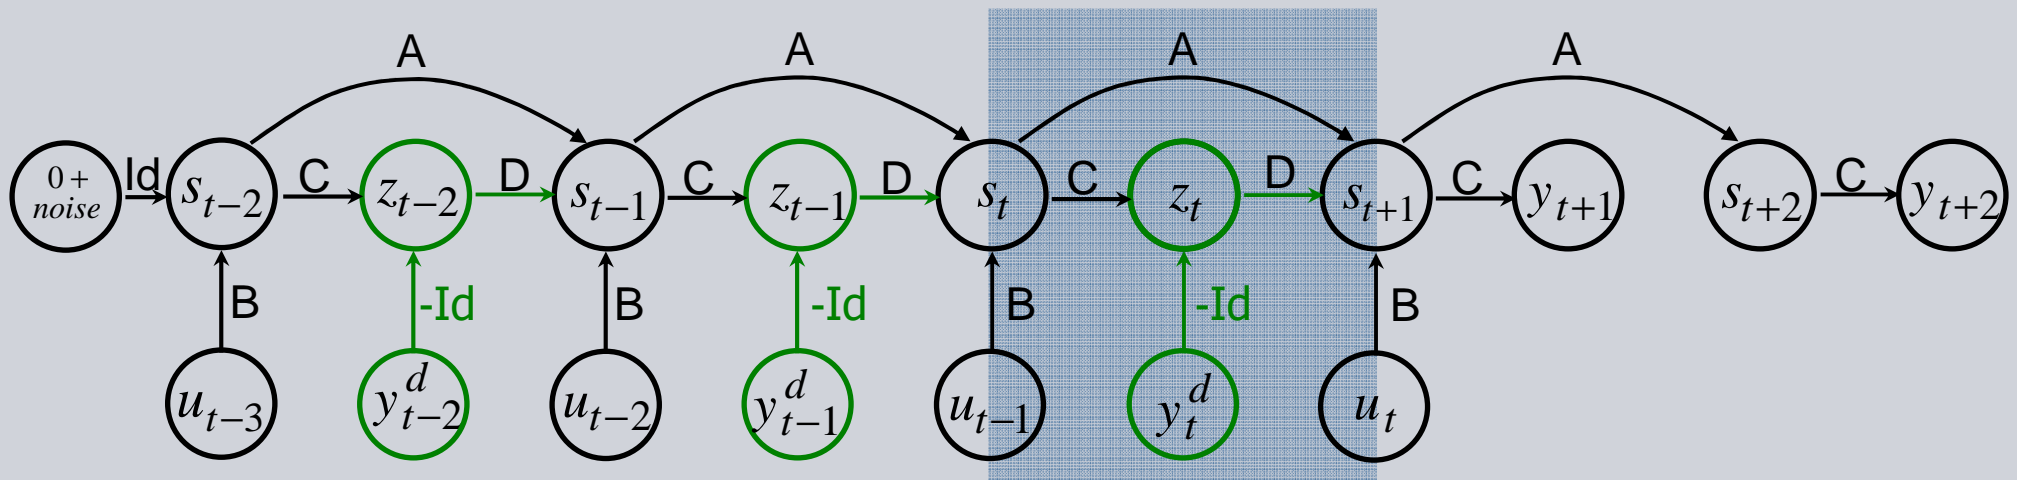 A A A A
0 + noise Id s_{t-2} C z_{t-2} D s_{t-1} C z_{t-1} D s_t C z_t D s_{t+1} C y_{t+1} s_{t+2} C y_{t+2}
B -Id B -Id B -Id B
u_{t-3} y^d_{t-2} u_{t-2} y^d_{t-1} u_{t-1} y^d_t u_t